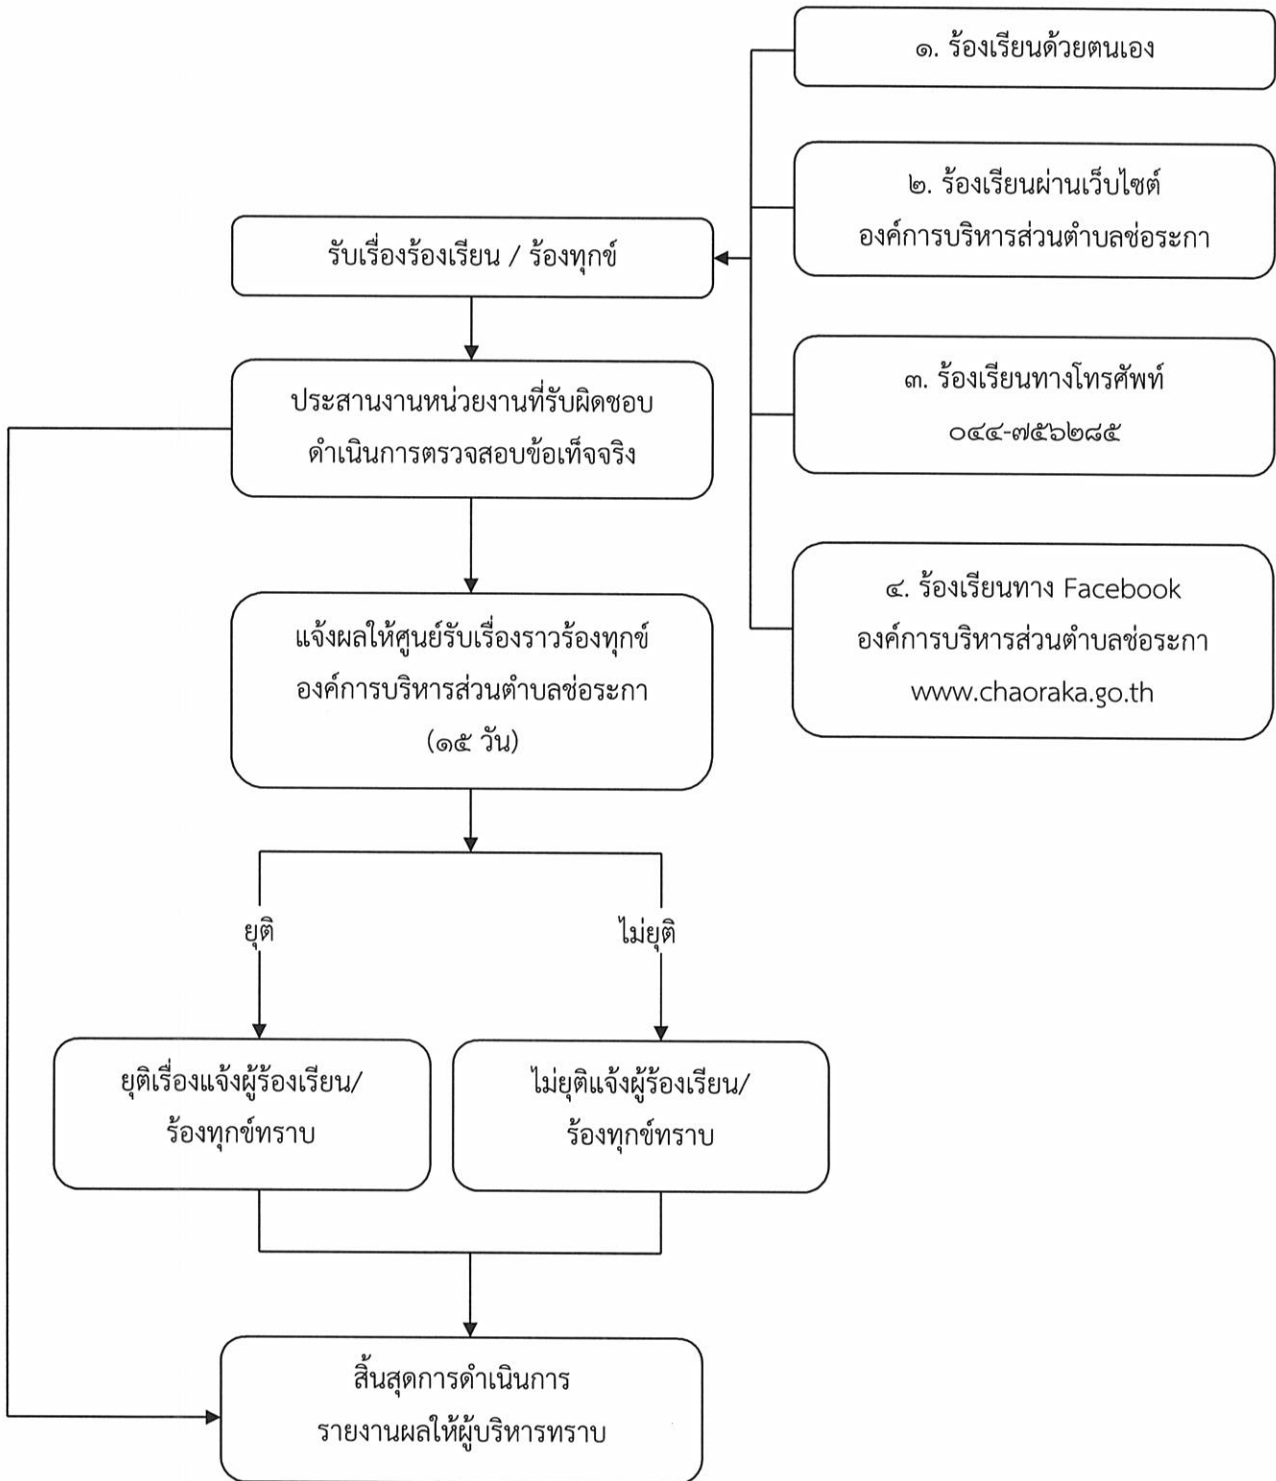 ๑. ร้องเรียนด้วยตนเอง
๒. ร้องเรียนผ่านเว็บไซต์
องค์การบริหารส่วนตำบลช่อระกา
รับเรื่องร้องเรียน / ร้องทุกข์
๓. ร้องเรียนทางโทรศัพท์
๐๔๔-๗๕๖๒๘๕
ประสานงานหน่วยงานที่รับผิดชอบ
ดำเนินการตรวจสอบข้อเท็จจริง
๔. ร้องเรียนทาง Facebook
องค์การบริหารส่วนตำบลช่อระกา
www.chaoraka.go.th
แจ้งผลให้ศูนย์รับเรื่องราวร้องทุกข์
องค์การบริหารส่วนตำบลช่อระกา
(๑๕ วัน)
ยุติ
ไม่ยุติ
ยุติเรื่องแจ้งผู้ร้องเรียน/
ร้องทุกข์ทราบ
ไม่ยุติแจ้งผู้ร้องเรียน/
ร้องทุกข์ทราบ
สิ้นสุดการดำเนินการ
รายงานผลให้ผู้บริหารทราบ